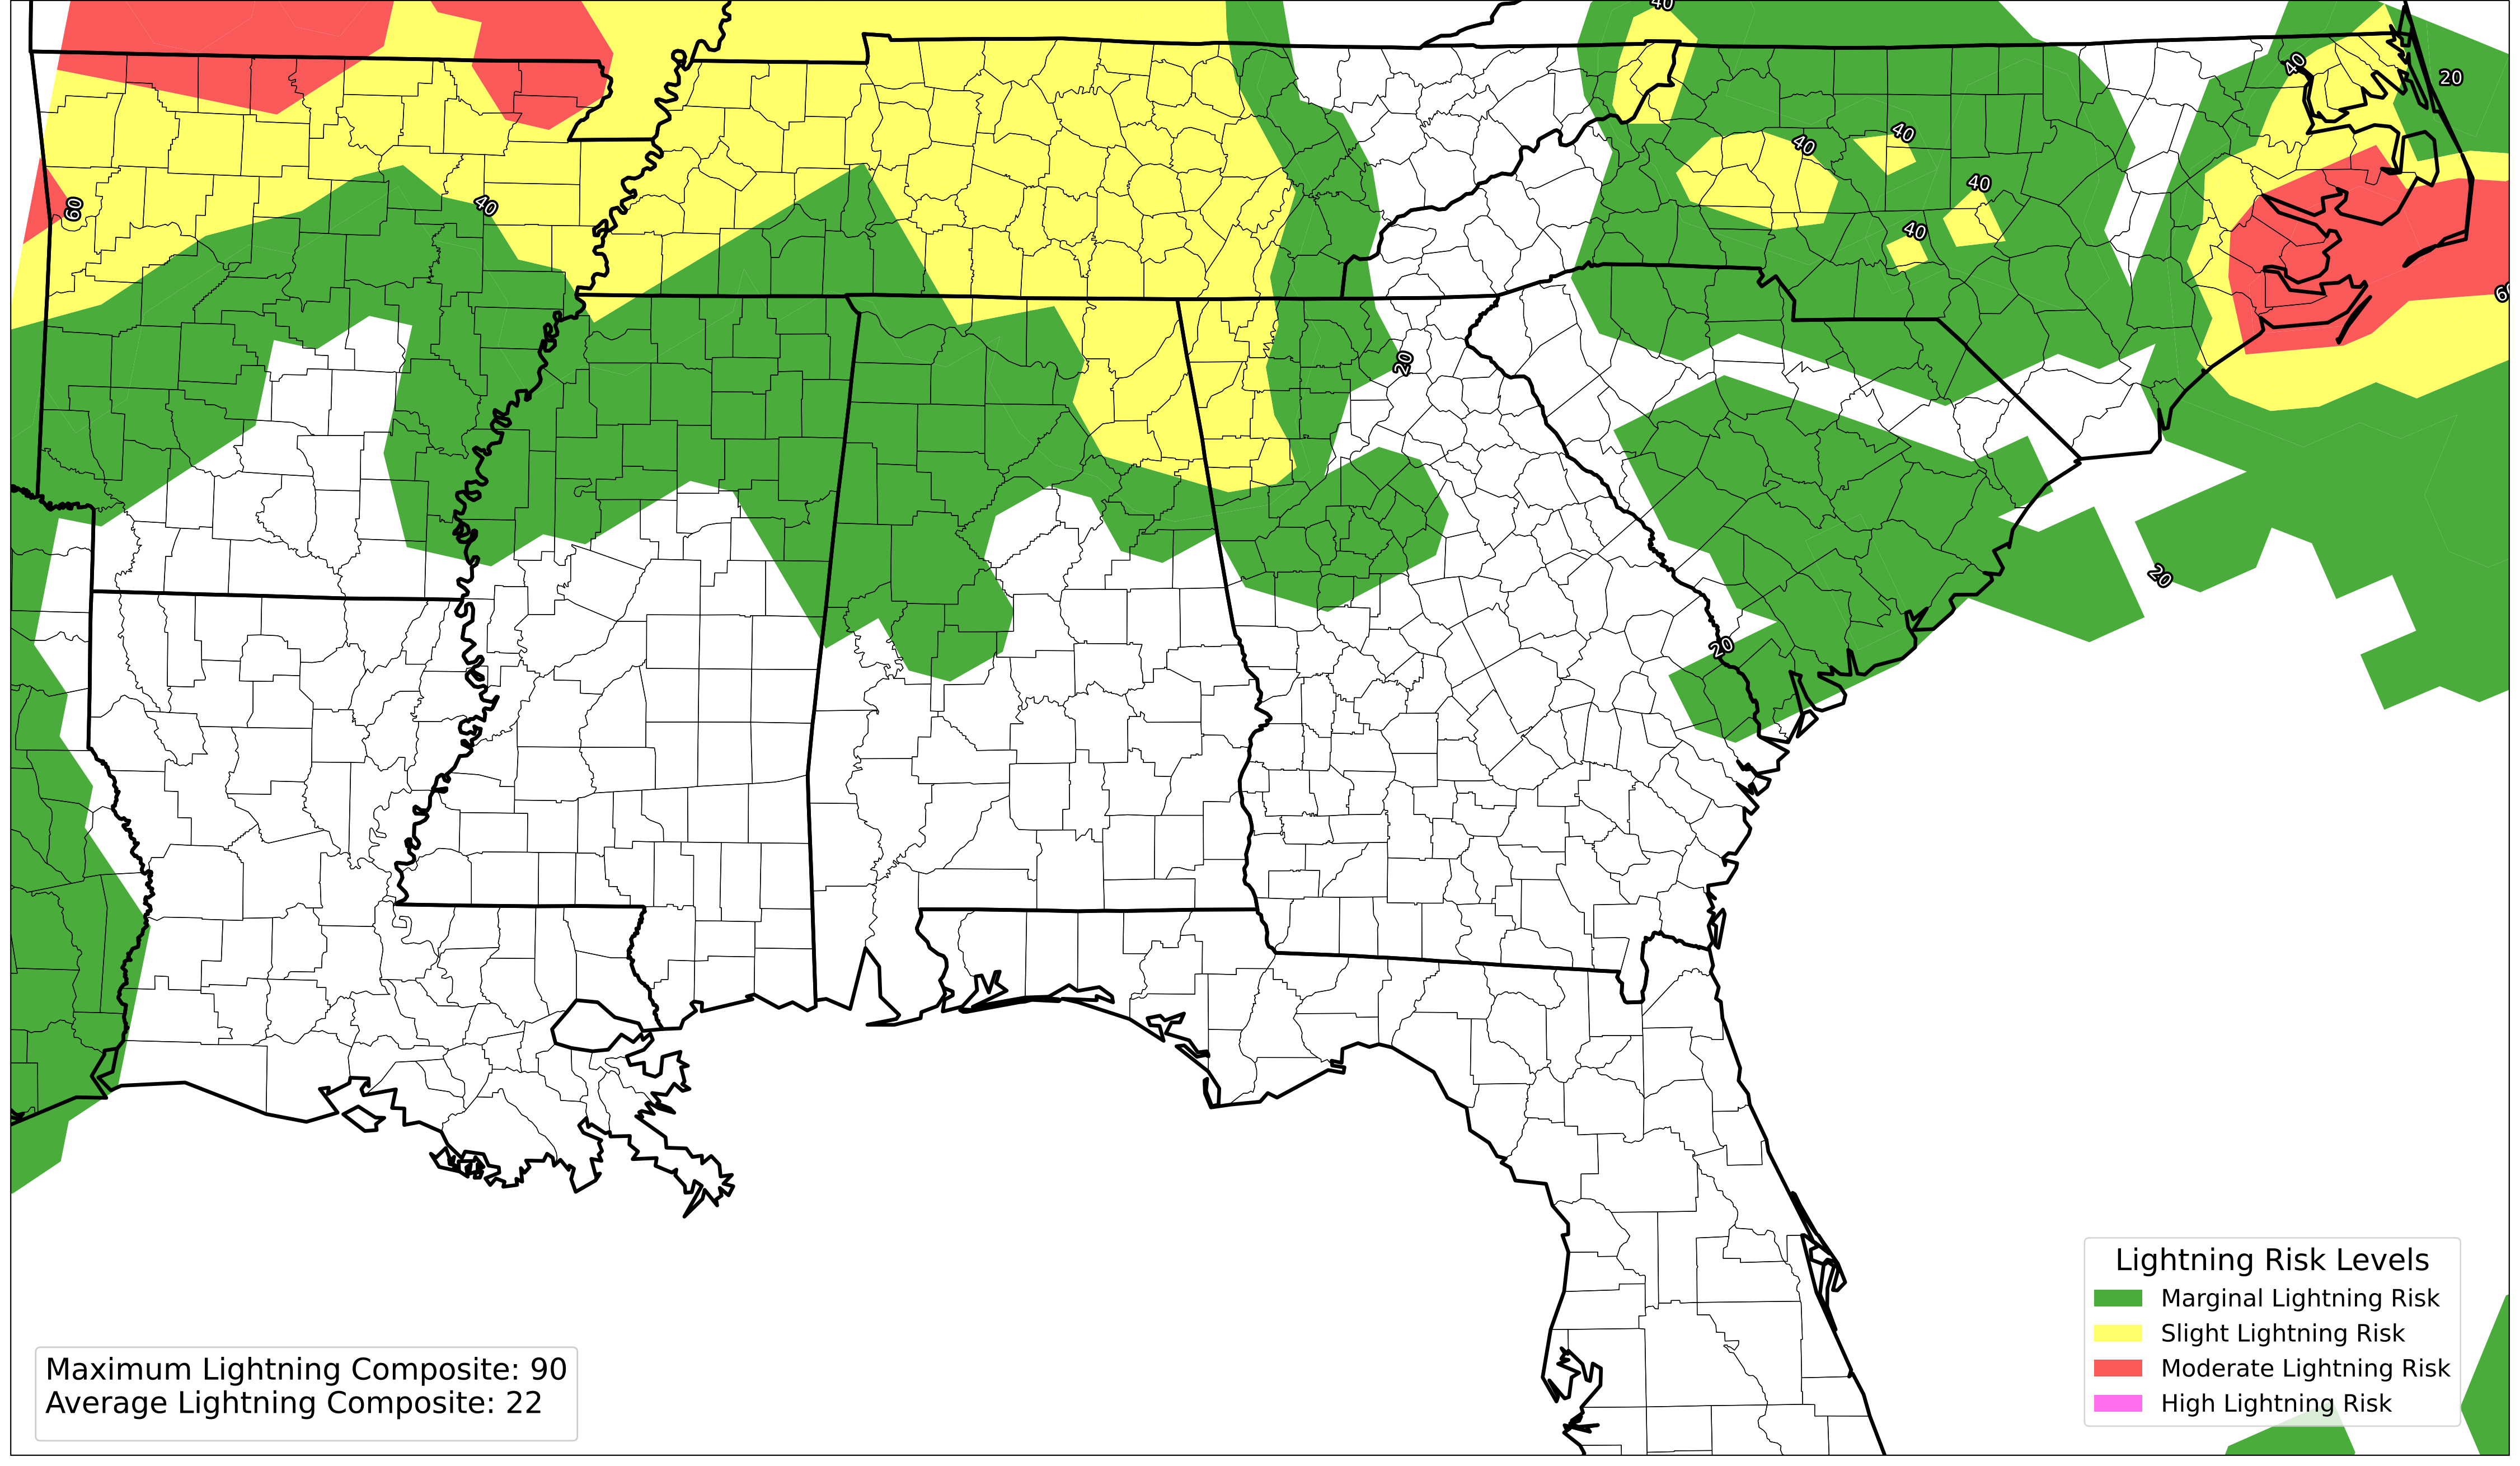 40
40
20
40
40
40
60
40
40
60
20
20
20
Lightning Risk Levels
Marginal Lightning Risk
Slight Lightning Risk
Moderate Lightning Risk
High Lightning Risk
Maximum Lightning Composite: 90
Average Lightning Composite: 22